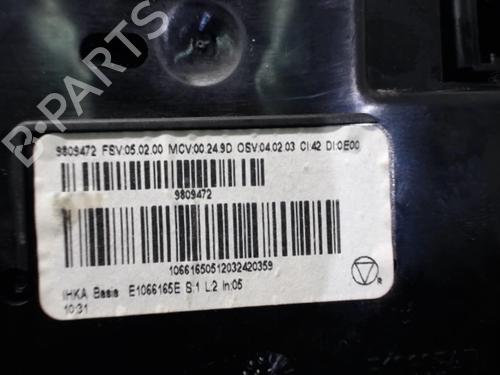 B-PARTS
9809472 FSV:05.02.00 MCV:00.24.9D OSV:04.02.03 CI:42 DI:0E00
9809472
10661650512032420359
IHKA Basis E1066165E S:1 L:2 In:05
10:31
R